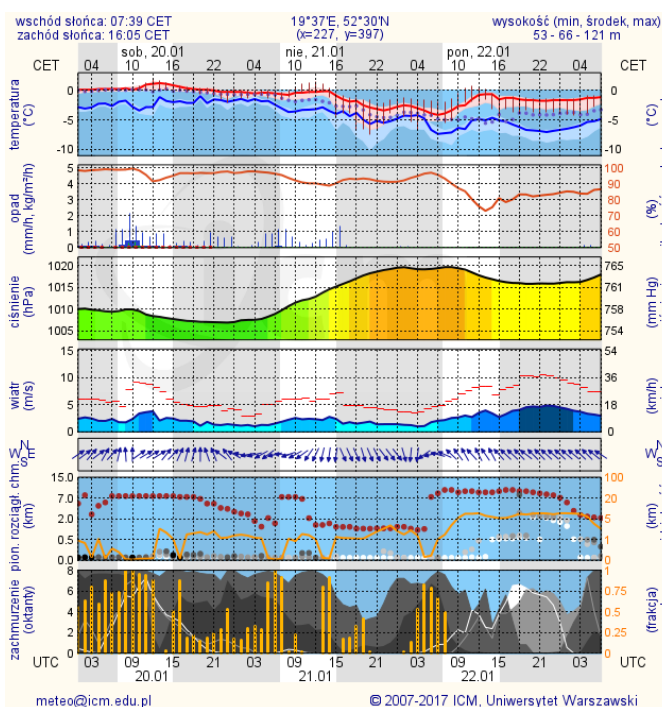 wschód słońca: 07:39 CET 19°37'E, 52°30'N wysokość (min, środek, max)
zachód słońca: 16:05 CET (x=227, y=397) 53 - 66 - 121 m
sob, 20.01 nie, 21.01 pon, 22.01
CET 04 10 16 22 04 10 16 22 04 10 16 22 04 CET
temperatura
(°C)
0 0
-5 -5
-10 -10
(°C)
opad
(mm/h, kg/m²/h)
5 100
4 90
3 80
2 70
1 60
0 50
(%)
ciśnienie
(hPa)
1020 765
1015 761
1010 758
1005 754
(mm Hg)
wiatr
(m/s)
15 54
10 36
5 18
0 0
(km/h)
N
W E
S
N
W
S
pion. rozciągł. chm.
(km)
15.0 100
7.0 20
2.0 5
0.5 1
0.0 0
zachmurzenie
(oktanty)
8 1
6 0.75
4 0.5
2 0.25
0 0
(frakcja)
UTC 03 09 15 21 03 09 15 21 03 09 15 21 03 UTC
20.01 21.01 22.01
meteo@icm.edu.pl © 2007-2017 ICM, Uniwersytet Warszawski